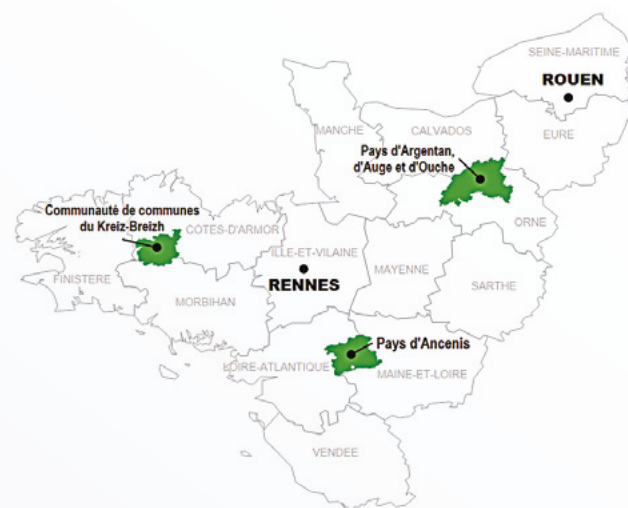 SEINE-MARITIME
ROUEN
MANCHE
CALVADOS
EURE
Pays d'Argentan,
d'Auge et d'Ouche
ORNE
Communauté de communes
du Kreiz-Breizh
COTES-D'ARMOR
ILLE-ET-VILAINE
MAYENNE
FINISTERE
RENNES
SARTHE
MORBIHAN
Pays d'Ancenis
LOIRE-ATLANTIQUE
MAINE-ET-LOIRE
VENDEE